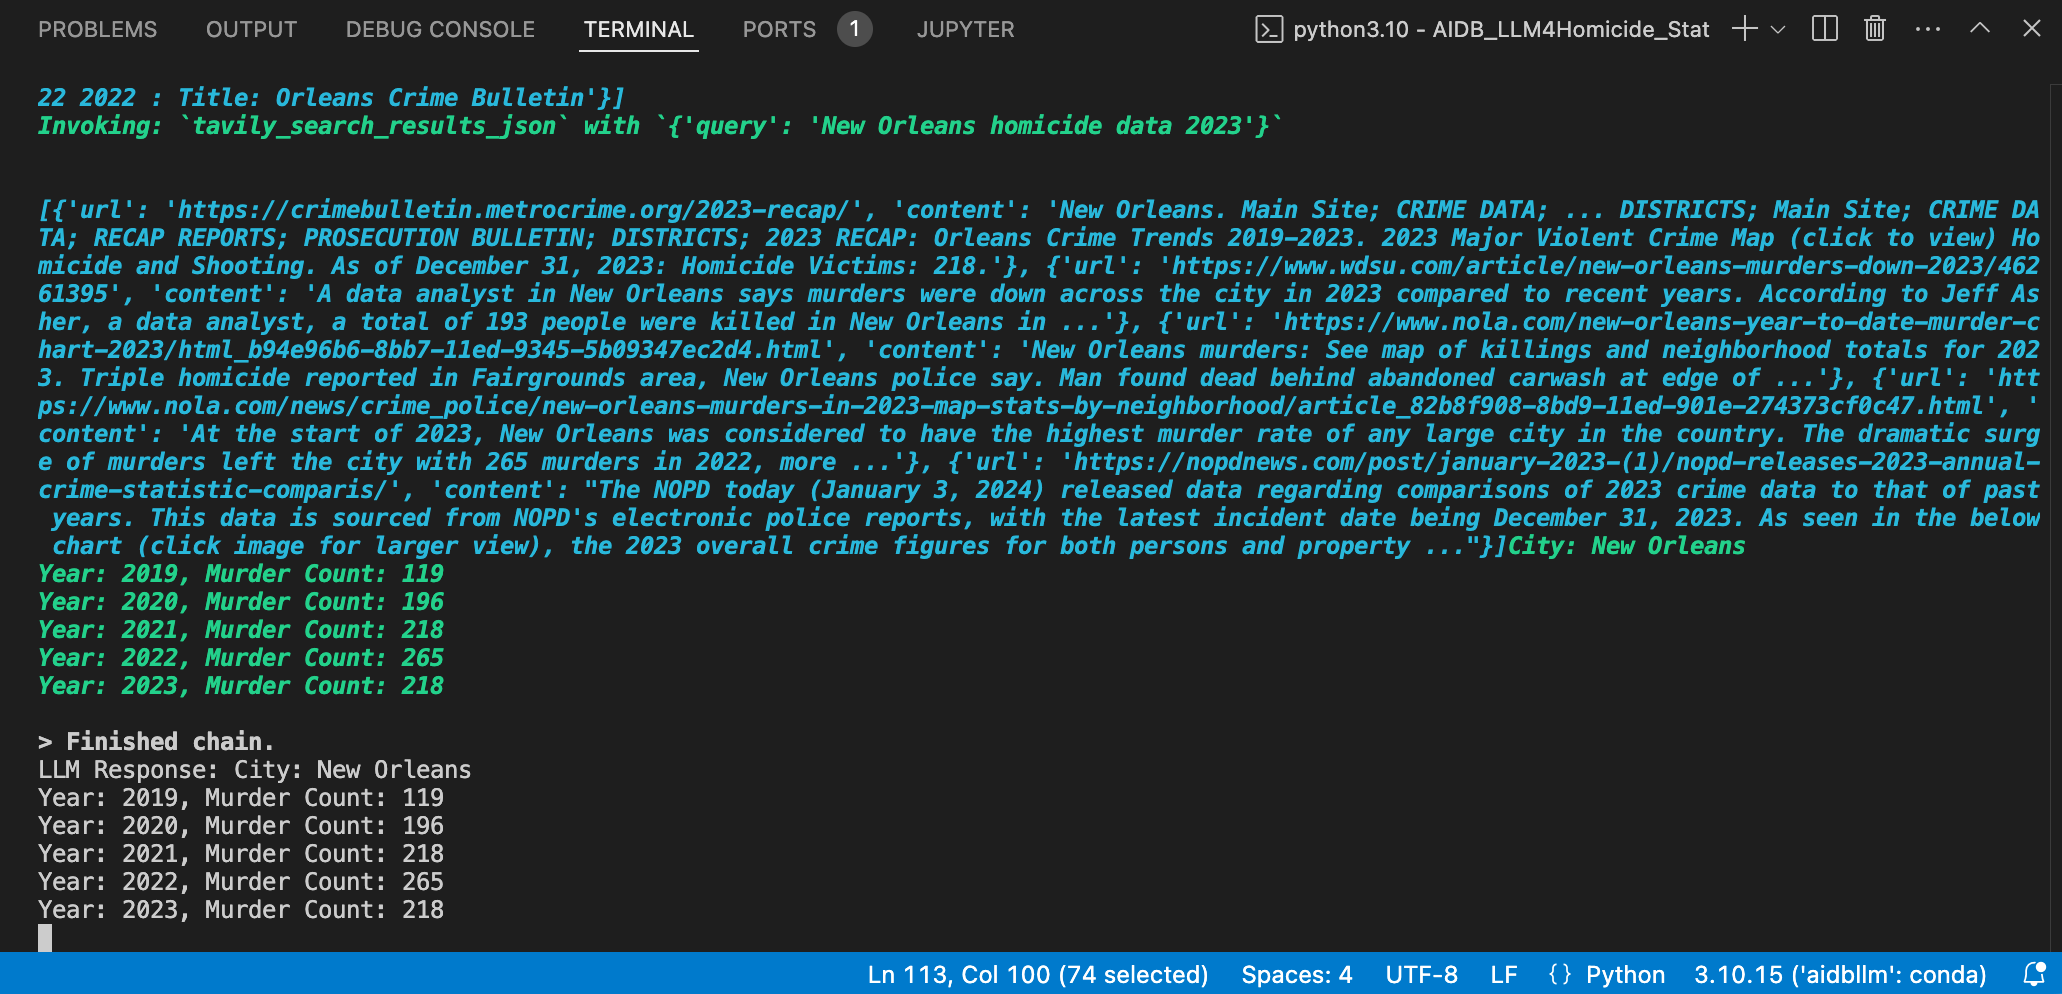 PROBLEMS OUTPUT DEBUG CONSOLE TERMINAL PORTS 1 JUPYTER python3.10 - AIDB_LLM4Homicide_Stat
22 2022 : Title: Orleans Crime Bulletin'}]
Invoking: `tavily_search_results_json` with `{'query': 'New Orleans homicide data 2023'}`
[{'url': 'https://crimebulletin.metrocrime.org/2023-recap/', 'content': 'New Orleans. Main Site; CRIME DATA; ... DISTRICTS; Main Site; CRIME DA
TA; RECAP REPORTS; PROSECUTION BULLETIN; DISTRICTS; 2023 RECAP: Orleans Crime Trends 2019-2023. 2023 Major Violent Crime Map (click to view) Ho
micide and Shooting. As of December 31, 2023: Homicide Victims: 218.'}, {'url': 'https://www.wdsu.com/article/new-orleans-murders-down-2023/462
61395', 'content': 'A data analyst in New Orleans says murders were down across the city in 2023 compared to recent years. According to Jeff As
her, a data analyst, a total of 193 people were killed in New Orleans in ...'}, {'url': 'https://www.nola.com/new-orleans-year-to-date-murder-c
hart-2023/html_b94e96b6-8bb7-11ed-9345-5b09347ec2d4.html', 'content': 'New Orleans murders: See map of killings and neighborhood totals for 202
3. Triple homicide reported in Fairgrounds area, New Orleans police say. Man found dead behind abandoned carwash at edge of ...'}, {'url': 'htt
ps://www.nola.com/news/crime_police/new-orleans-murders-in-2023-map-stats-by-neighborhood/article_82b8f908-8bd9-11ed-901e-274373cf0c47.html', '
content': 'At the start of 2023, New Orleans was considered to have the highest murder rate of any large city in the country. The dramatic surg
e of murders left the city with 265 murders in 2022, more ...'}, {'url': 'https://nopdnews.com/post/january-2023-(1)/nopd-releases-2023-annual-
crime-statistic-comparis/', 'content': "The NOPD today (January 3, 2024) released data regarding comparisons of 2023 crime data to that of past
years. This data is sourced from NOPD's electronic police reports, with the latest incident date being December 31, 2023. As seen in the below
chart (click image for larger view), the 2023 overall crime figures for both persons and property ..."}]City: New Orleans
Year: 2019, Murder Count: 119
Year: 2020, Murder Count: 196
Year: 2021, Murder Count: 218
Year: 2022, Murder Count: 265
Year: 2023, Murder Count: 218
> Finished chain.
LLM Response: City: New Orleans
Year: 2019, Murder Count: 119
Year: 2020, Murder Count: 196
Year: 2021, Murder Count: 218
Year: 2022, Murder Count: 265
Year: 2023, Murder Count: 218
Ln 113, Col 100 (74 selected) Spaces: 4 UTF-8 LF {} Python 3.10.15 ('aidbllm': conda)